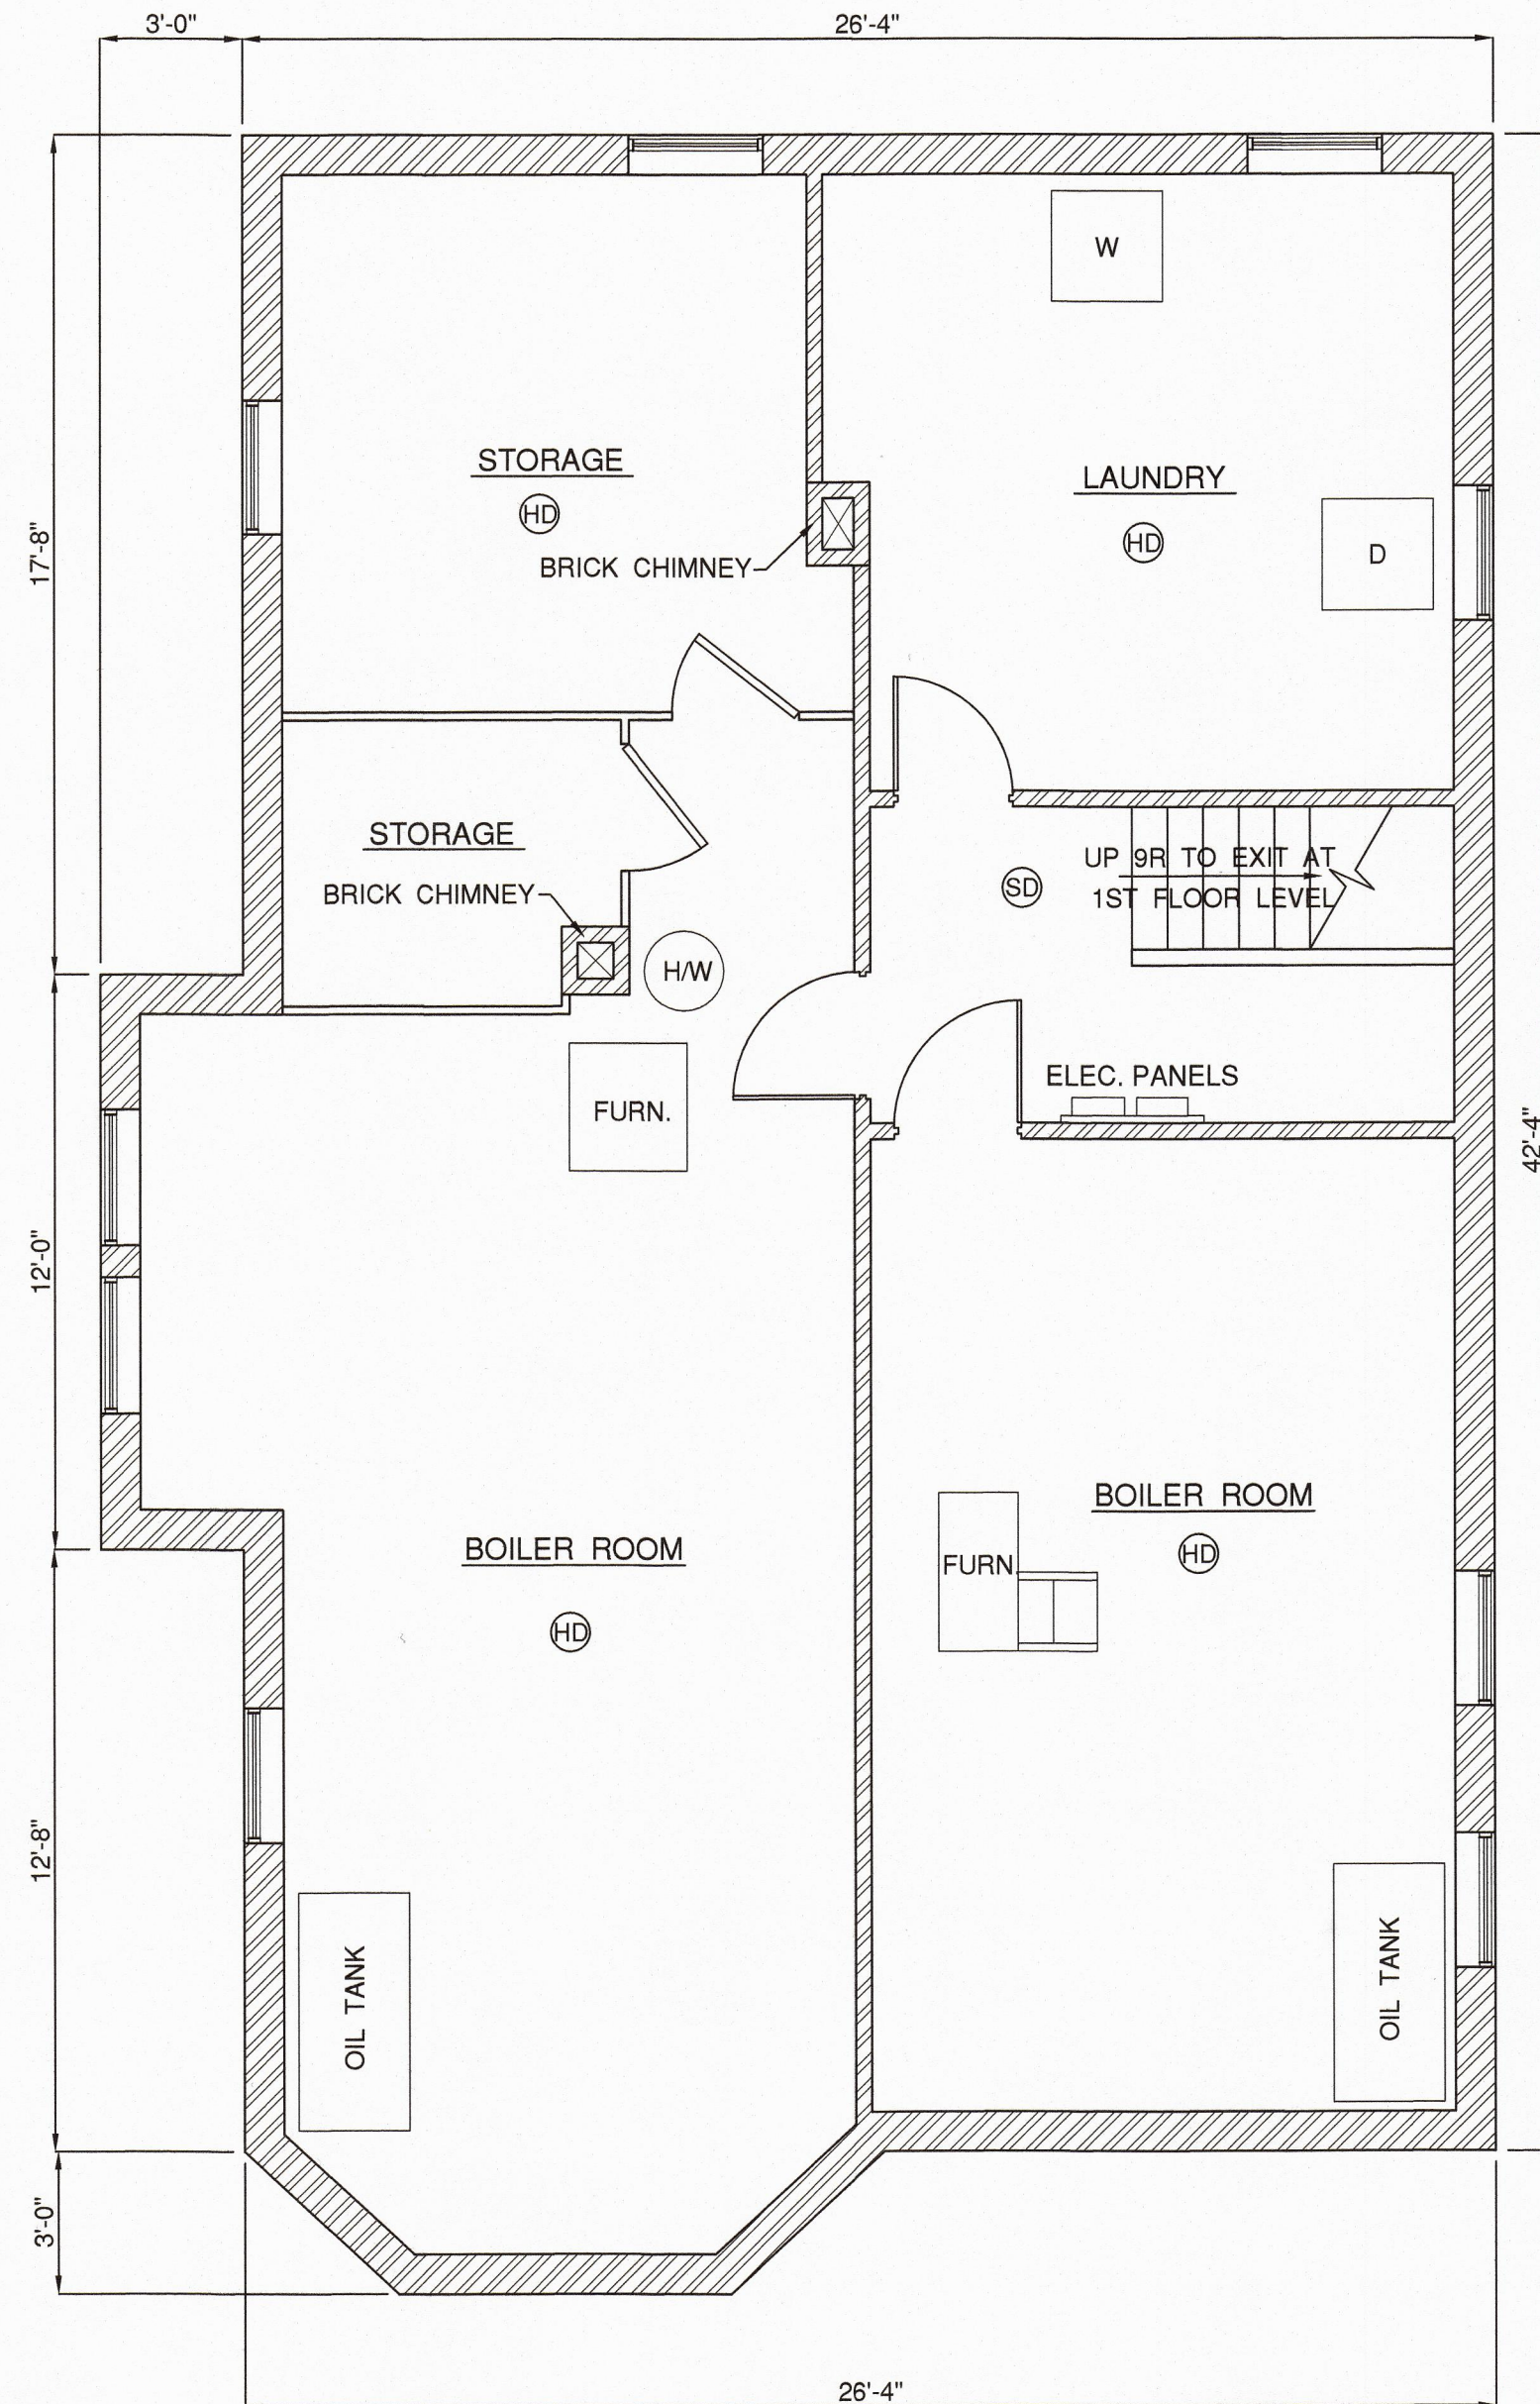 3'-0"
26'-4"
W
STORAGE
HD
BRICK CHIMNEY
LAUNDRY
HD
D
17'-8"
STORAGE
BRICK CHIMNEY
H/W
SD
UP 9R TO EXIT AT
1ST FLOOR LEVEL
FURN.
ELEC. PANELS
42'-4"
12'-0"
BOILER ROOM
HD
BOILER ROOM
HD
FURN.
12'-8"
OIL TANK
OIL TANK
3'-0"
26'-4"